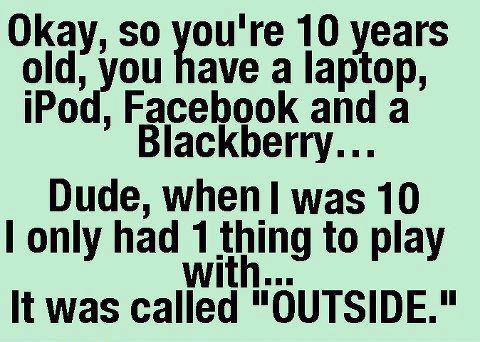 Okay, so you're 10 years
old, you have a laptop,
iPod, Facebook and a
Blackberry...
Dude, when I was 10
I only had 1 thing to play
with...
It was called "OUTSIDE."